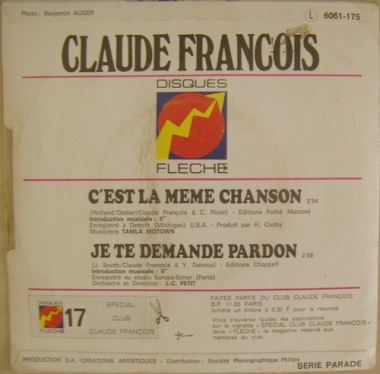 Photo : Benjamin AUGER
L 6061-175
CLAUDE FRANCOIS
DISQUES
FLECHE
C'EST LA MEME CHANSON 2'54
(Holland/Dozier/Claude François & C. Rivat) - Editions Pathé Marconi
Introduction musicale : 5"
Enregistré à Detroit, (Michigan) U.S.A. - Produit par H. Cosby
Musiciens TAMLA MOTOWN
JE TE DEMANDE PARDON 2'38
(J. South/Claude François & Y. Dessca) - Editions Chappell
Introduction musicale : 6"
Enregistré au studio Europa-Sonor (Paris)
Orchestre et Direction : J.-C. PETIT
DISQUES
FLECHE
17
SPECIAL
CLUB
CLAUDE FRANÇOIS
FAITES PARTIE DU CLUB CLAUDE FRANÇOIS
B.P. 11.65 PARIS
joindre un timbre à 0,30 F pour la réponse
Vous trouverez toutes les explications
sur la vignette « SPECIAL CLUB CLAUDE FRANÇOIS »
dans « FLECHE » le magazine réservé aux
membres du club.
PRODUCTION S.A. CREATIONS ARTISTIQUES - Distribution : Société Phonographique Philips
SERIE PARADE